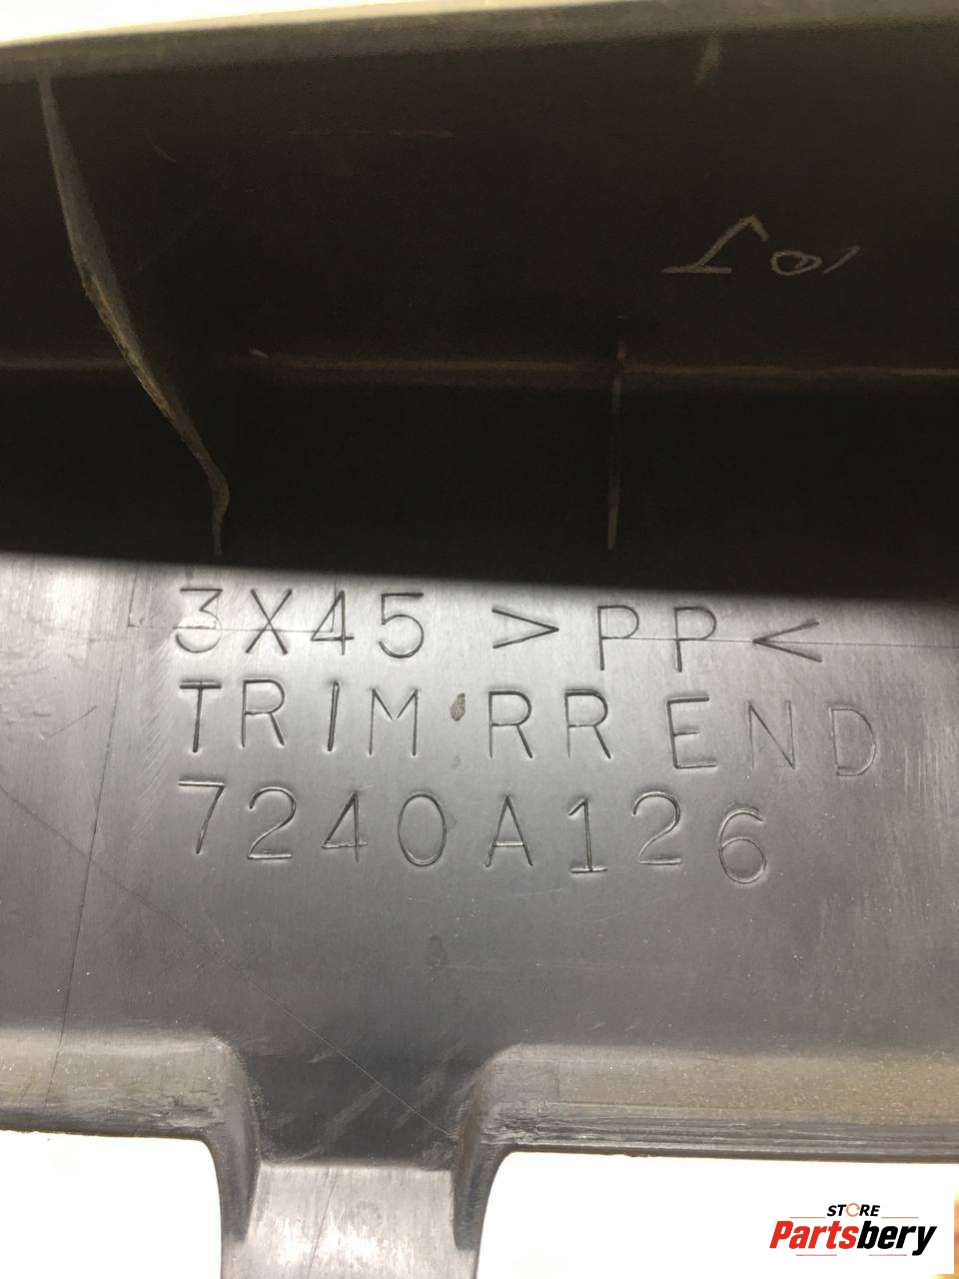 3X45 >PP<
TRIM RR END
7240A126
STORE
Partsbery